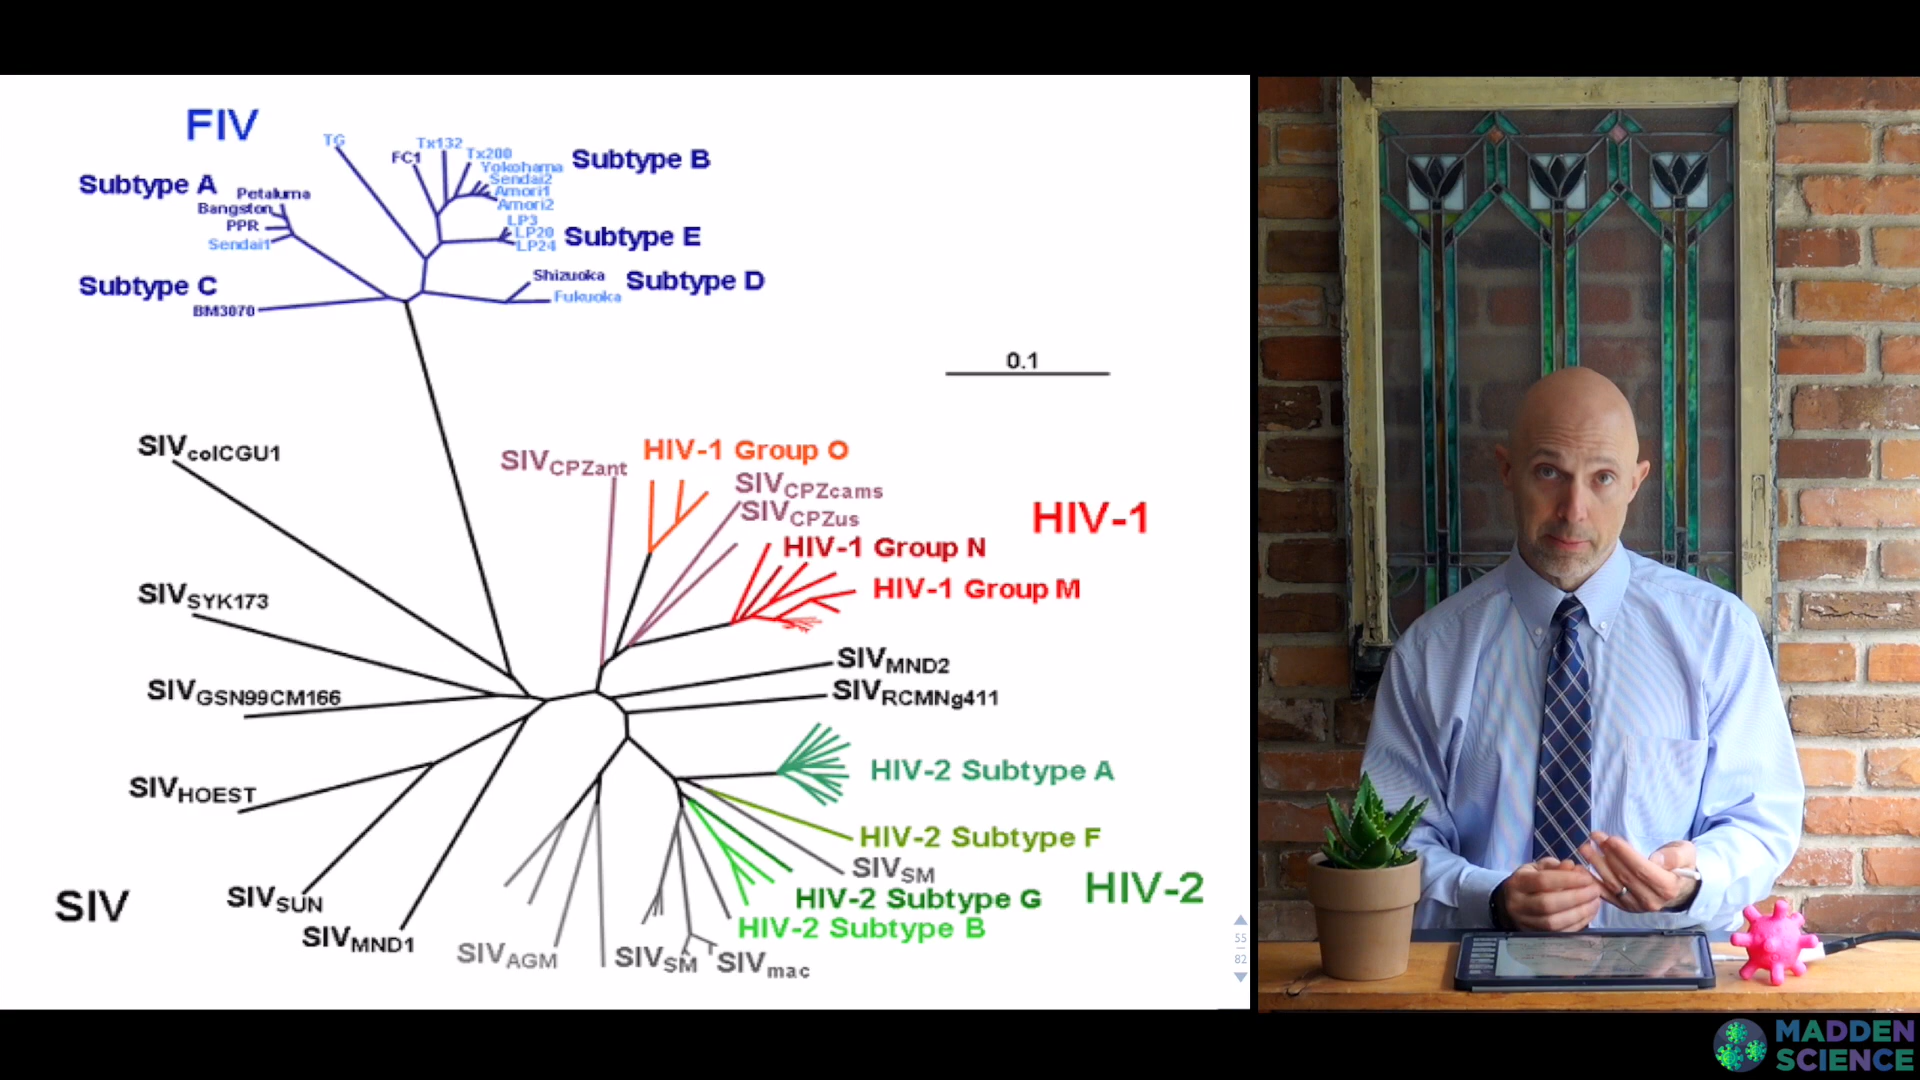 FIV
TG
Tx132
FC1
Tx200
Yokohama
Sendai2
Amori1
Amori2
Subtype B
Subtype A
Petaluma
Bangston
PPR
Sendai1
LP3
LP20
LP24
Subtype E
Subtype C
BM3070
Shizuoka
Fukuoka
Subtype D
0.1
SIVcolCGU1
SIVCPZant
HIV-1 Group O
SIVCPZcams
SIVCPZus
HIV-1
HIV-1 Group N
HIV-1 Group M
SIVSYK173
SIVMND2
SIVGSN99CM166
SIVRCMNg411
HIV-2 Subtype A
SIVHOEST
HIV-2 Subtype F
SIVSM
HIV-2
HIV-2 Subtype G
HIV-2 Subtype B
SIV
SIVSUN
SIVMND1
SIVAGM
SIVSM
SIVmac
55
82
MADDEN
SCIENCE